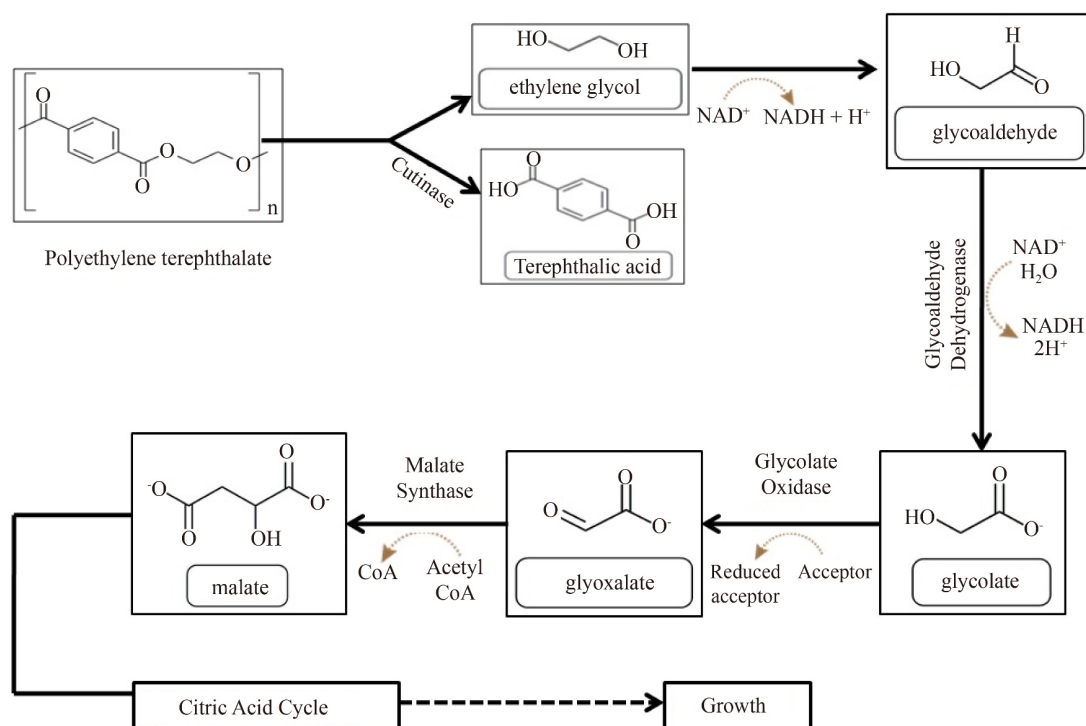 HO
OH
ethylene glycol
NAD⁺
NADH + H⁺
H
HO
O
glycoaldehyde
O
O
O
O
n
Polyethylene terephthalate
Cutinase
O
HO
OH
O
Terephthalic acid
Glycoaldehyde
Dehydrogenase
NAD⁺
H₂O
NADH
2H⁺
O
⁻O
O⁻
O
OH
malate
Malate
Synthase
CoA
Acetyl
CoA
O
O
O⁻
glyoxalate
Glycolate
Oxidase
Reduced
acceptor
Acceptor
O
HO
O⁻
glycolate
Citric Acid Cycle
Growth